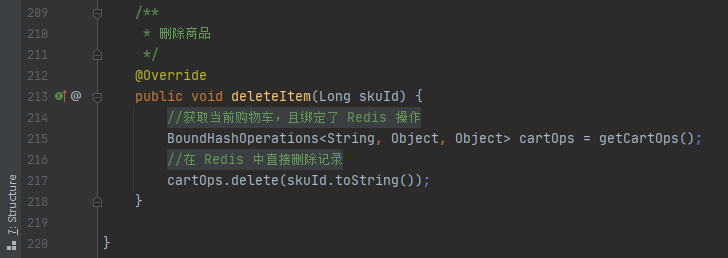 209 /**
210 * 删除商品
211 */
212 @Override
213 @ public void deleteItem(Long skuId) {
214 //获取当前购物车，且绑定了 Redis 操作
215 BoundHashOperations<String, Object, Object> cartOps = getCartOps();
216 //在 Redis 中直接删除记录
217 cartOps.delete(skuId.toString());
218 }
219
220 }
7: Structure